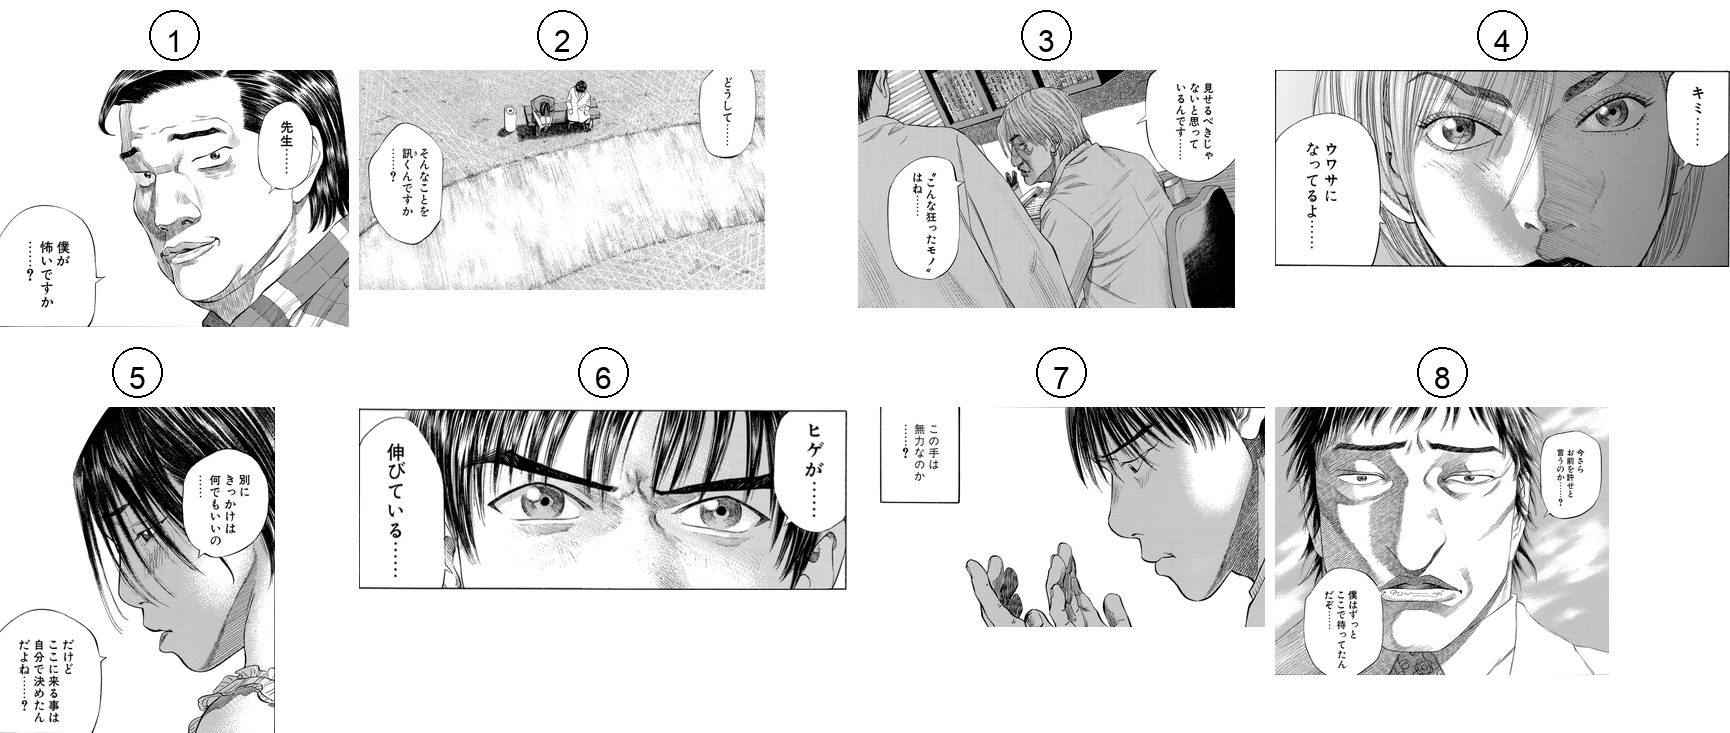 1
先生……
僕が
怖いですか
……?
2
どうして……
そんなことを
訊くんですか
……?
3
見せるべきじゃ
ないと思って
いるんです……
"こんな狂ったモノ"
はね……
4
キミ……
ウワサに
なってるよ……
5
別に
きっかけは
何でもいいの
……
だけど
ここに来る事は
自分で決めたん
だよね……?
6
ヒゲが……
伸びている……
7
この手は
無力なのか
……?
8
今さら
お前を許せと
言うのか……?
僕はずっと
ここで待ってたん
だぞ……